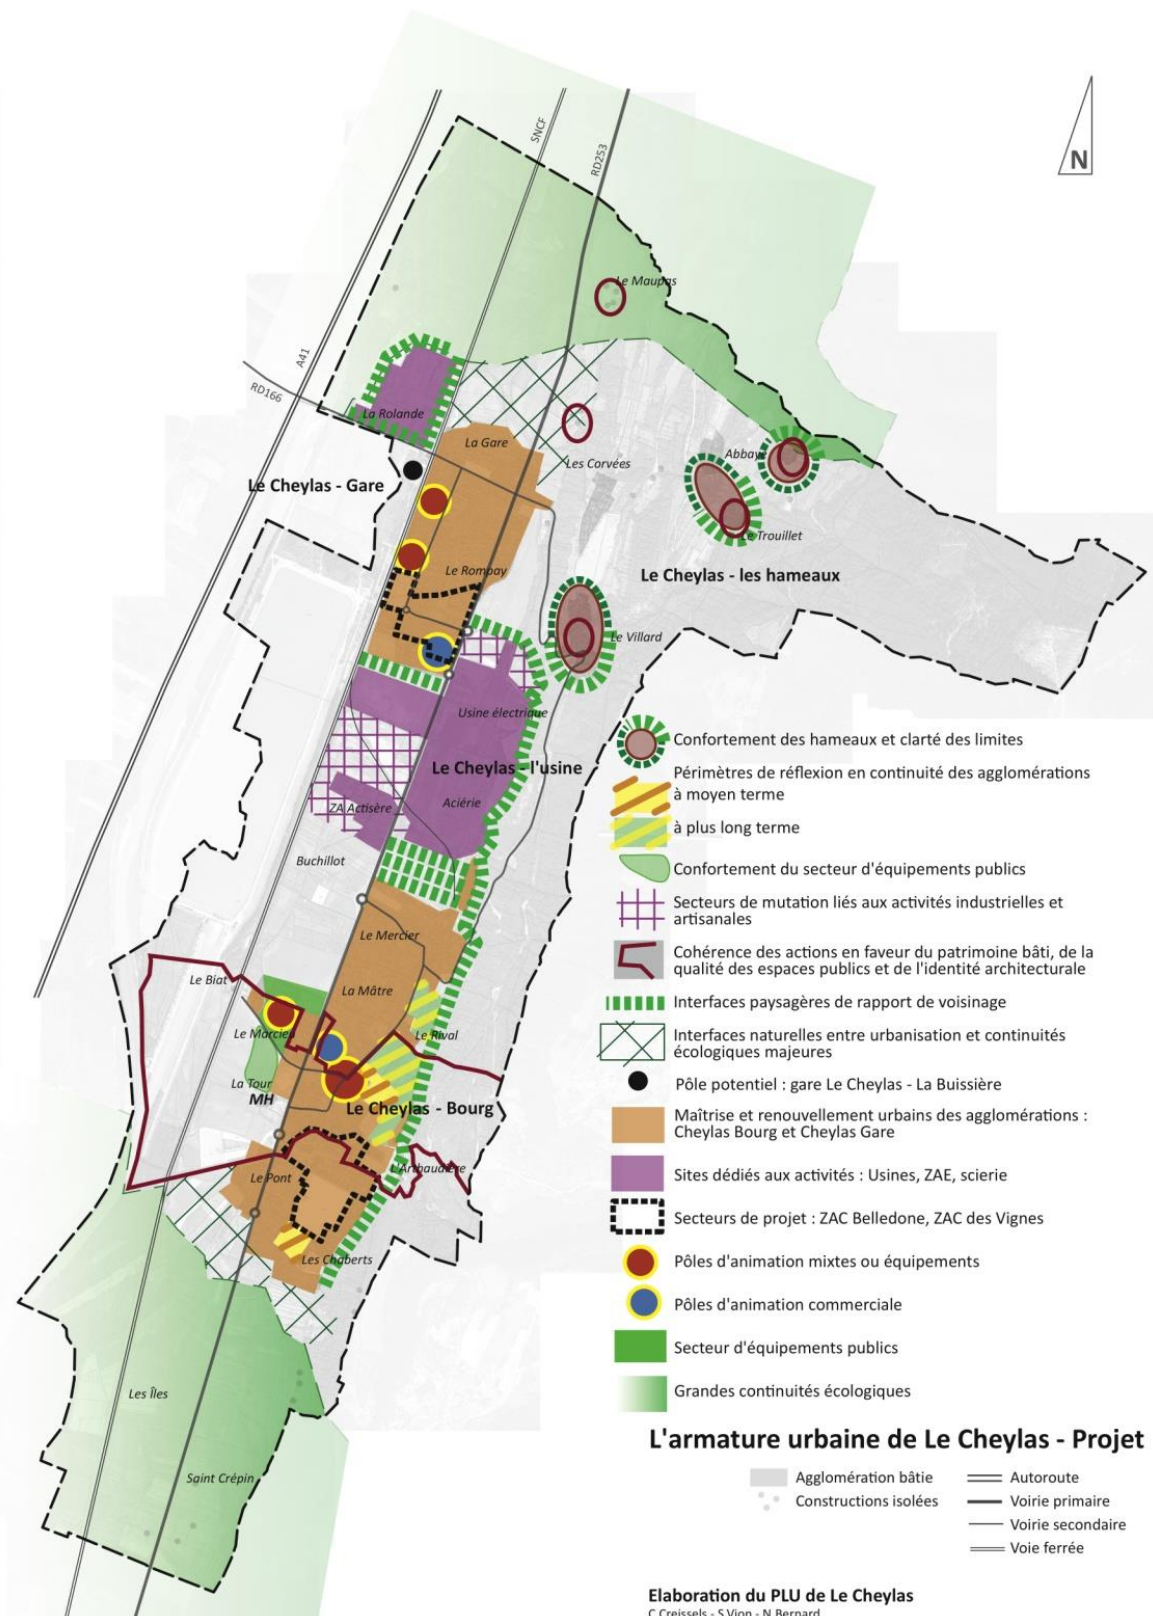 SNCF
RD253
N
Le Maupas
A41
RD166
La Rolande
La Gare
Abbaye
Les Corvées
Le Cheylas - Gare
Le Trouillet
Le Rompay
Le Cheylas - les hameaux
Le Villard
Usine électrique
Confortement des hameaux et clarté des limites
Le Cheylas - l'usine
Périmètres de réflexion en continuité des agglomérations
à moyen terme
Aciérie
ZA Actisère
à plus long terme
Buchillot
Confortement du secteur d'équipements publics
Secteurs de mutation liés aux activités industrielles et
artisanales
Le Mercier
Cohérence des actions en faveur du patrimoine bâti, de la
qualité des espaces publics et de l'identité architecturale
Le Biat
La Mâtre
Interfaces paysagères de rapport de voisinage
Le Marcieu
Le Rival
Interfaces naturelles entre urbanisation et continuités
écologiques majeures
La Tour
MH
Pôle potentiel : gare Le Cheylas - La Buissière
Le Cheylas - Bourg
Maîtrise et renouvellement urbains des agglomérations :
Cheylas Bourg et Cheylas Gare
L'Arthaudière
Le Pont
Sites dédiés aux activités : Usines, ZAE, scierie
Secteurs de projet : ZAC Belledone, ZAC des Vignes
Les Chaberts
Pôles d'animation mixtes ou équipements
Pôles d'animation commerciale
Secteur d'équipements publics
Les Îles
Grandes continuités écologiques
L'armature urbaine de Le Cheylas - Projet
Saint Crépin
Agglomération bâtie
Autoroute
Constructions isolées
Voirie primaire
Voirie secondaire
Voie ferrée
Elaboration du PLU de Le Cheylas
C.Creissels - S.Vion - N.Bernard